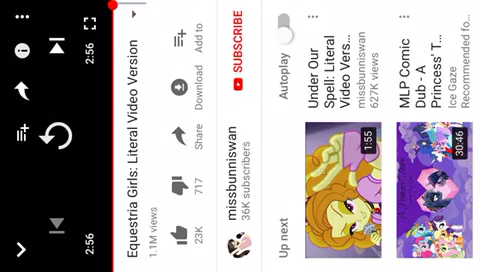 2:56
2:56
Equestria Girls: Literal Video Version
1.1M views
23K
717
Share
Download
Add to
missbunniswan
36K subscribers
SUBSCRIBE
Up next
Autoplay
1:55
Under Our
Spell: Literal
Video Vers...
missbunniswan
627K views
30:46
MLP Comic
Dub - A
Princess' T...
Ice Gaze
Recommended fo...